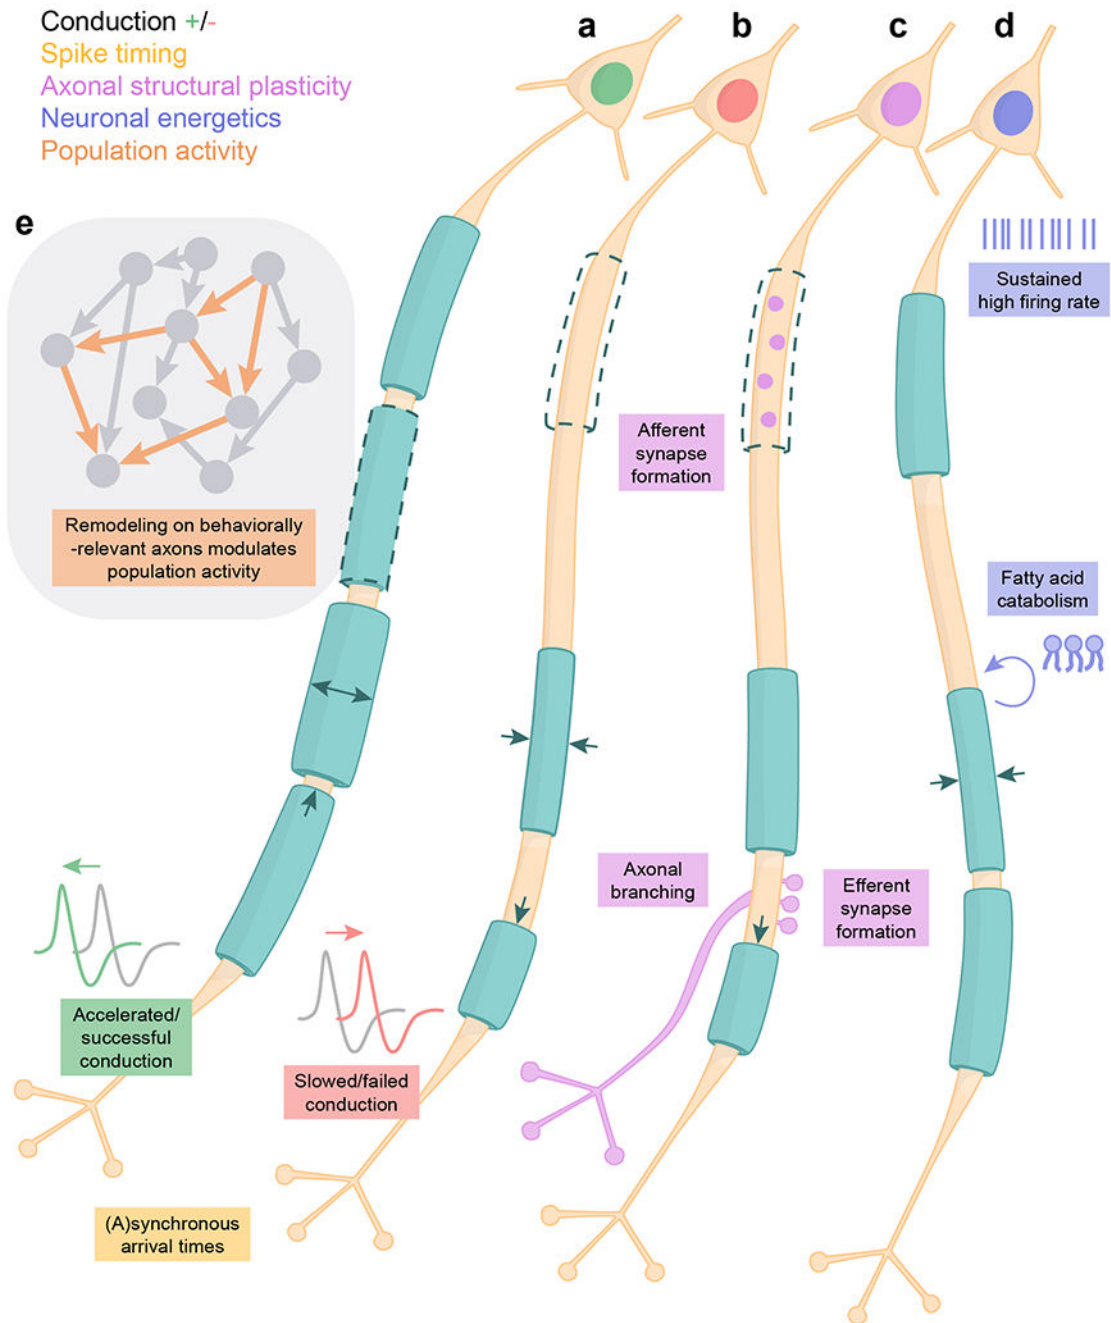 Conduction +/-
Spike timing
Axonal structural plasticity
Neuronal energetics
Population activity
a
b
c
d
e
Remodeling on behaviorally
-relevant axons modulates
population activity
Sustained
high firing rate
Afferent
synapse
formation
Fatty acid
catabolism
Axonal
branching
Efferent
synapse
formation
Accelerated/
successful
conduction
Slowed/failed
conduction
(A)synchronous
arrival times